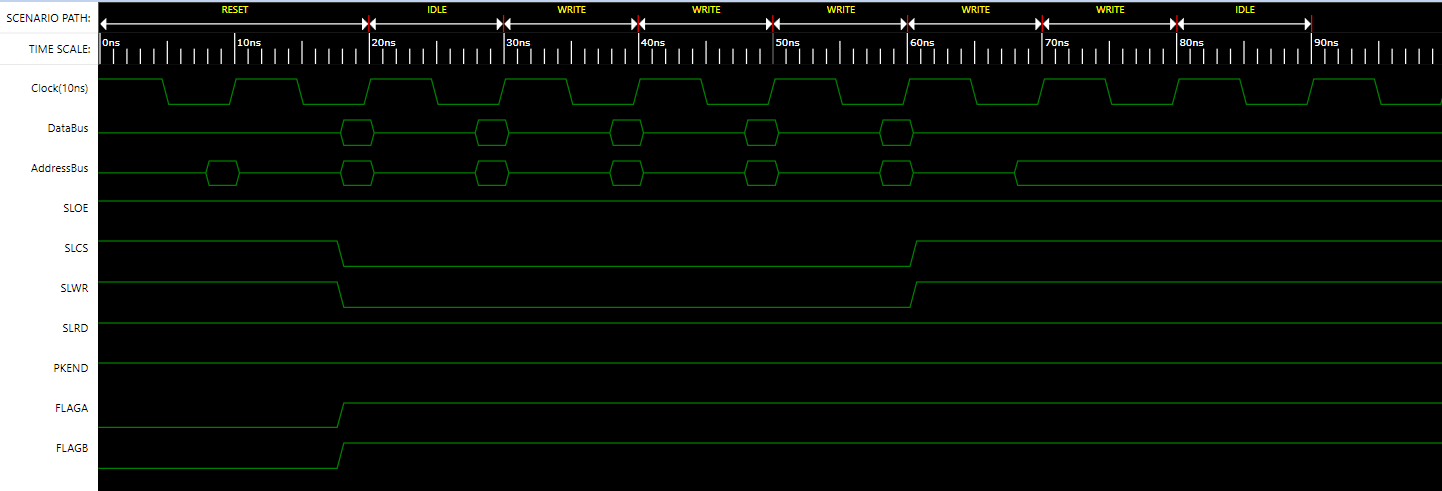 SCENARIO PATH: RESET IDLE WRITE WRITE WRITE WRITE WRITE IDLE
TIME SCALE: 0ns 10ns 20ns 30ns 40ns 50ns 60ns 70ns 80ns 90ns
Clock(10ns)
DataBus
AddressBus
SLOE
SLCS
SLWR
SLRD
PKEND
FLAGA
FLAGB